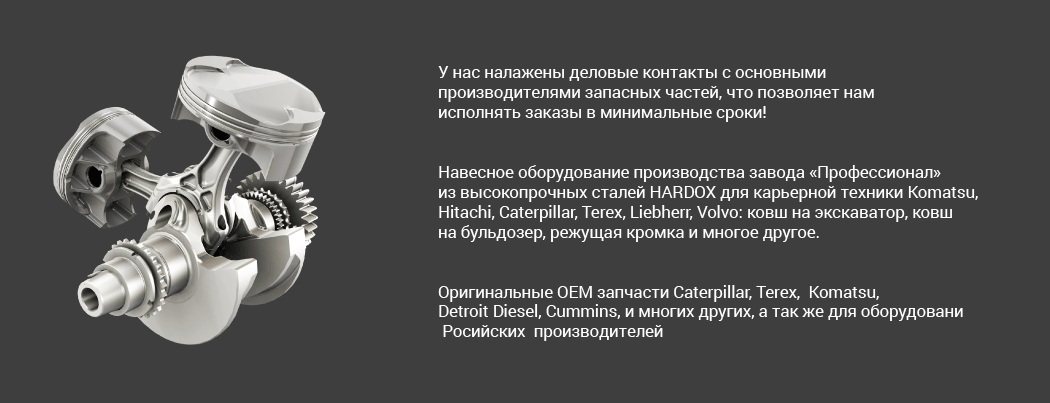 У нас налажены деловые контакты с основными
производителями запасных частей, что позволяет нам
исполнять заказы в минимальные сроки!
Навесное оборудование производства завода «Профессионал»
из высокопрочных сталей HARDOX для карьерной техники Komatsu,
Hitachi, Caterpillar, Terex, Liebherr, Volvo: ковш на экскаватор, ковш
на бульдозер, режущая кромка и многое другое.
Оригинальные OEM запчасти Caterpillar, Terex,  Komatsu,
Detroit Diesel, Cummins, и многих других, а так же для оборудовани
Росийских  производителей